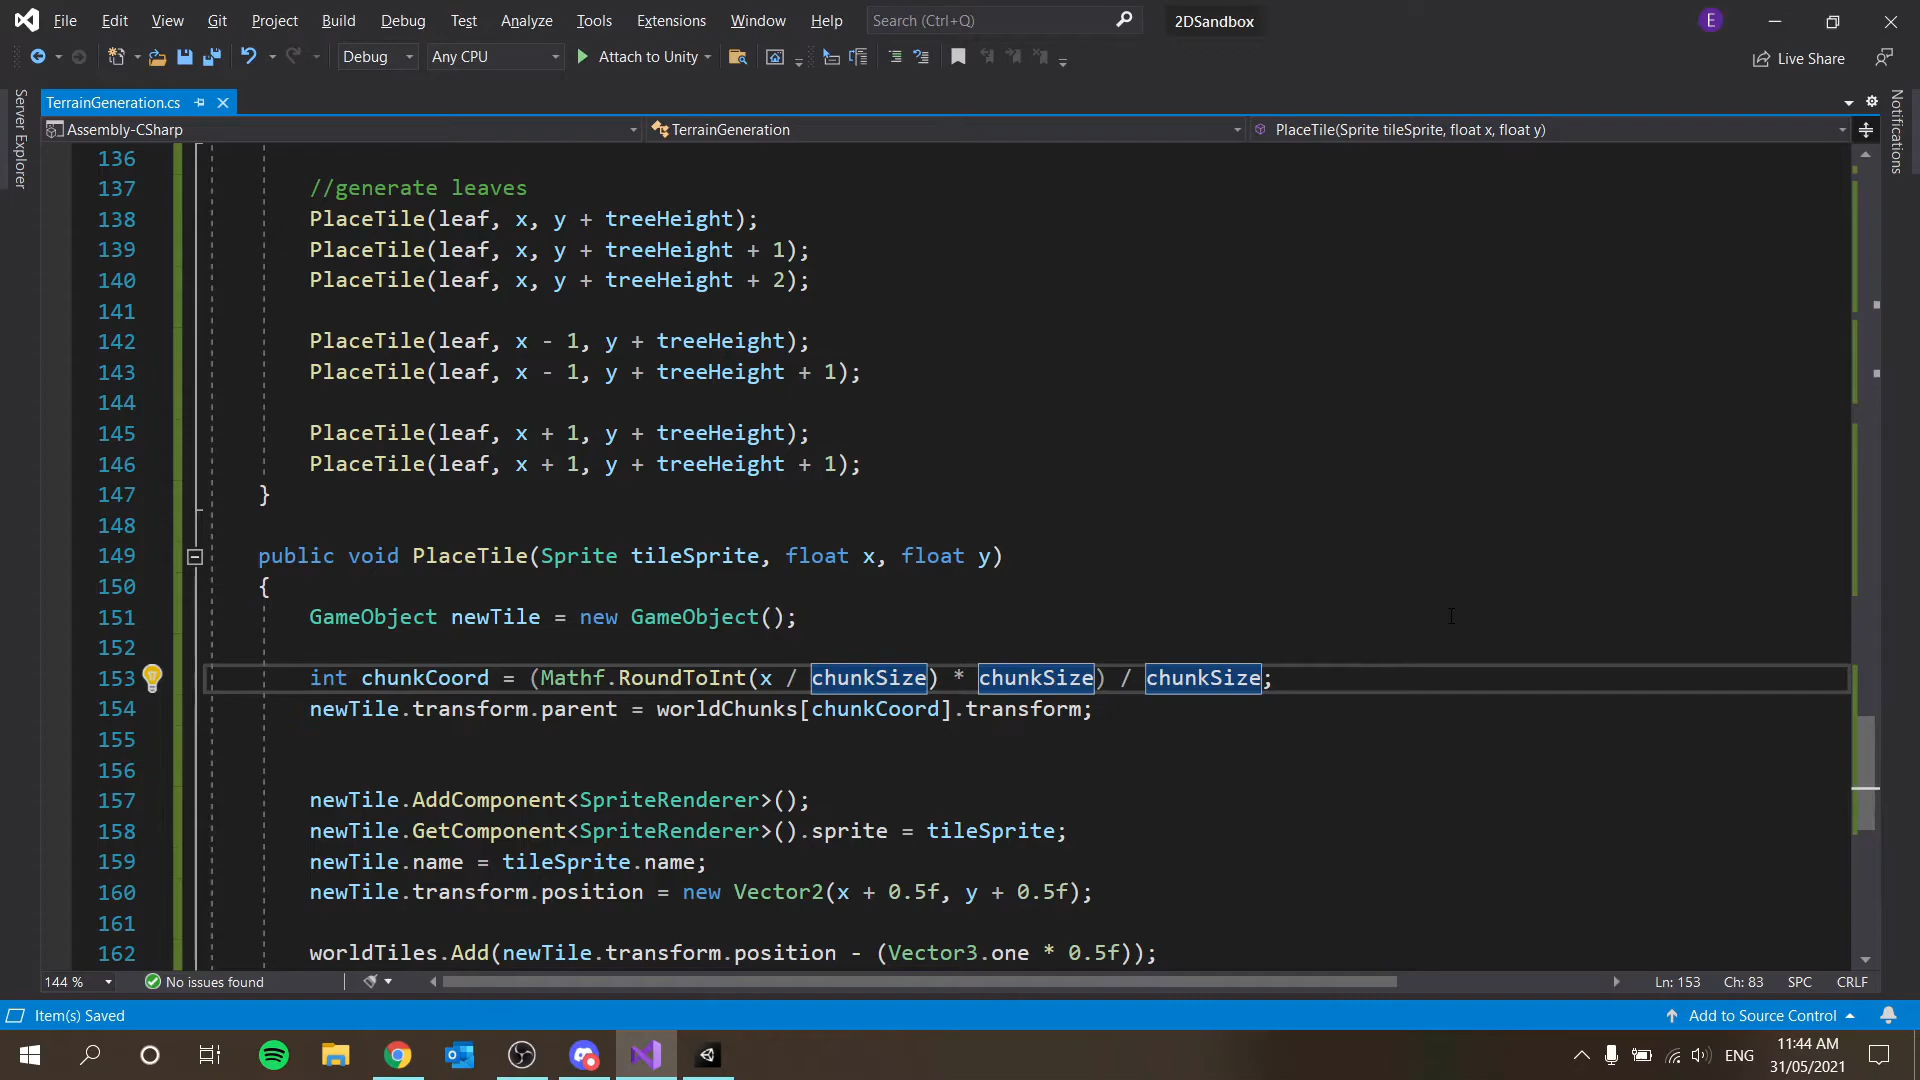 File Edit View Git Project Build Debug Test Analyze Tools Extensions Window Help Search (Ctrl+Q) 2DSandbox E
Debug Any CPU Attach to Unity Live Share
TerrainGeneration.cs
Assembly-CSharp TerrainGeneration PlaceTile(Sprite tileSprite, float x, float y)
Server Explorer
Notifications
136
137 //generate leaves
138 PlaceTile(leaf, x, y + treeHeight);
139 PlaceTile(leaf, x, y + treeHeight + 1);
140 PlaceTile(leaf, x, y + treeHeight + 2);
141
142 PlaceTile(leaf, x - 1, y + treeHeight);
143 PlaceTile(leaf, x - 1, y + treeHeight + 1);
144
145 PlaceTile(leaf, x + 1, y + treeHeight);
146 PlaceTile(leaf, x + 1, y + treeHeight + 1);
147 }
148
149 public void PlaceTile(Sprite tileSprite, float x, float y)
150 {
151 GameObject newTile = new GameObject();
152
153 int chunkCoord = (Mathf.RoundToInt(x / chunkSize) * chunkSize) / chunkSize;
154 newTile.transform.parent = worldChunks[chunkCoord].transform;
155
156
157 newTile.AddComponent<SpriteRenderer>();
158 newTile.GetComponent<SpriteRenderer>().sprite = tileSprite;
159 newTile.name = tileSprite.name;
160 newTile.transform.position = new Vector2(x + 0.5f, y + 0.5f);
161
162 worldTiles.Add(newTile.transform.position - (Vector3.one * 0.5f));
144 % No issues found Ln: 153 Ch: 83 SPC CRLF
Item(s) Saved Add to Source Control
ENG 11:44 AM
31/05/2021